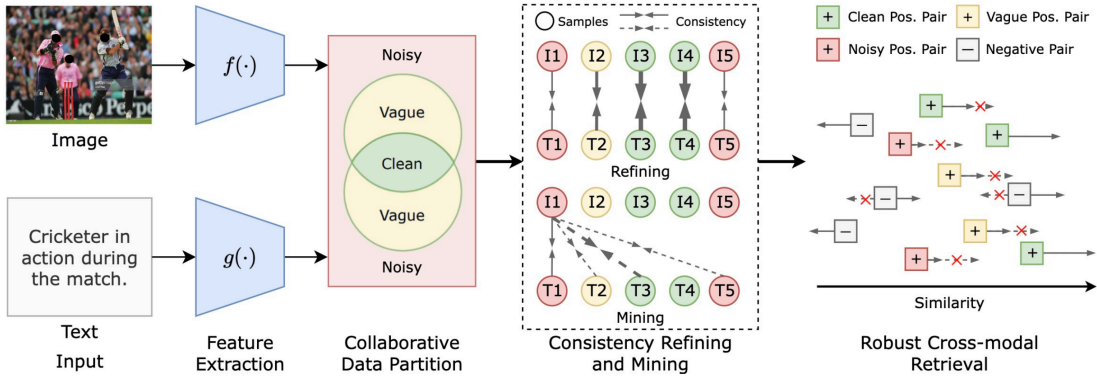 Image
Cricketer in
action during
the match.
Text
Input
f(·)
g(·)
Feature
Extraction
Noisy
Vague
Clean
Vague
Noisy
Collaborative
Data Partition
Samples
Consistency
I1 I2 I3 I4 I5
T1 T2 T3 T4 T5
Refining
I1 I2 I3 I4 I5
T1 T2 T3 T4 T5
Mining
Consistency Refining
and Mining
+ Clean Pos. Pair
+ Vague Pos. Pair
+ Noisy Pos. Pair
− Negative Pair
+
− +
+
+
− −
− +
+ +
Similarity
Robust Cross-modal
Retrieval